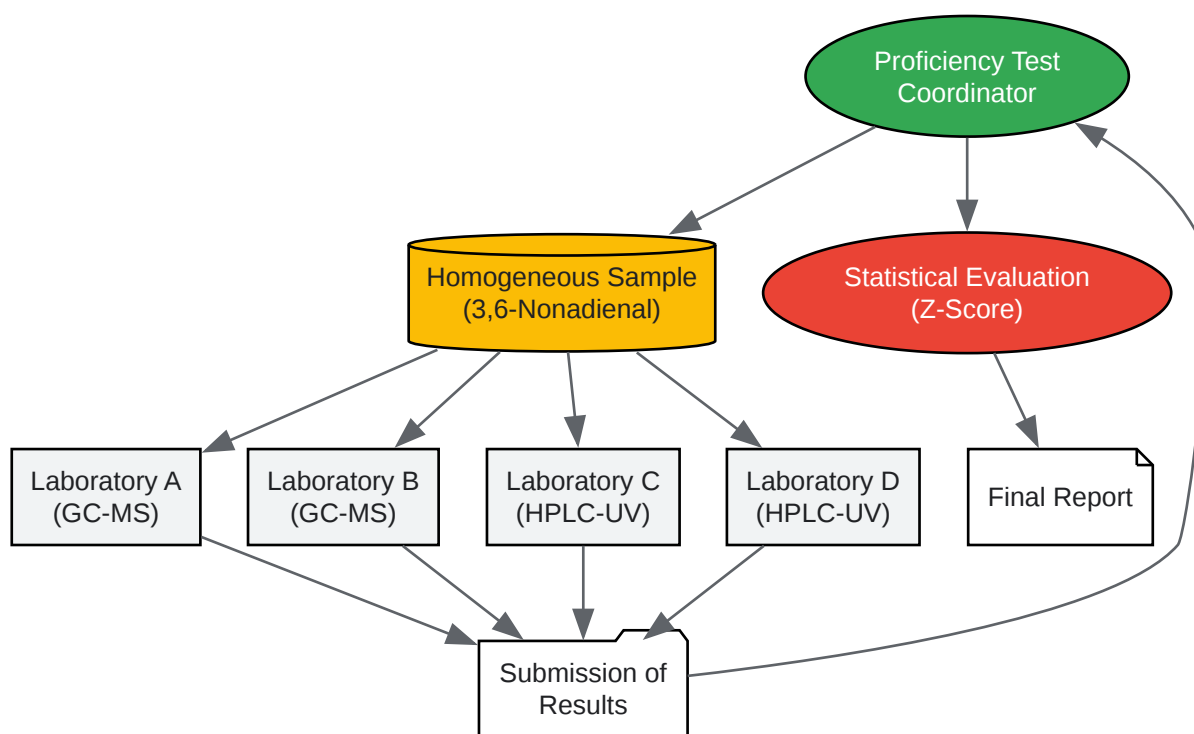 Proficiency Test
Coordinator
Homogeneous Sample
(3,6-Nonadienal)
Statistical Evaluation
(Z-Score)
Laboratory A
(GC-MS)
Laboratory B
(GC-MS)
Laboratory C
(HPLC-UV)
Laboratory D
(HPLC-UV)
Final Report
Submission of
Results